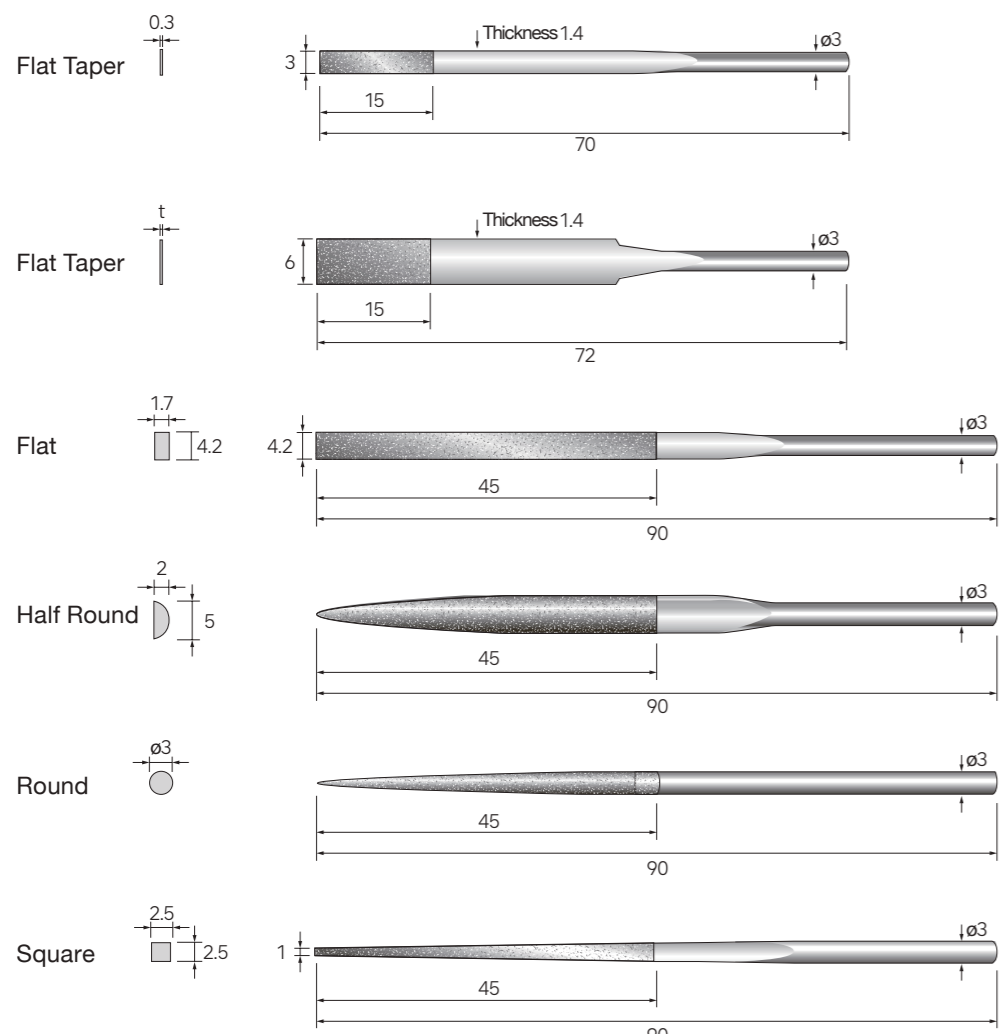 0.3
Thickness 1.4
ø3
Flat Taper
3
15
70
t
Thickness 1.4
ø3
Flat Taper
6
15
72
1.7
ø3
Flat
4.2
4.2
45
90
2
ø3
Half Round
5
45
90
ø3
ø3
Round
45
90
2.5
ø3
Square
2.5
1
45
90